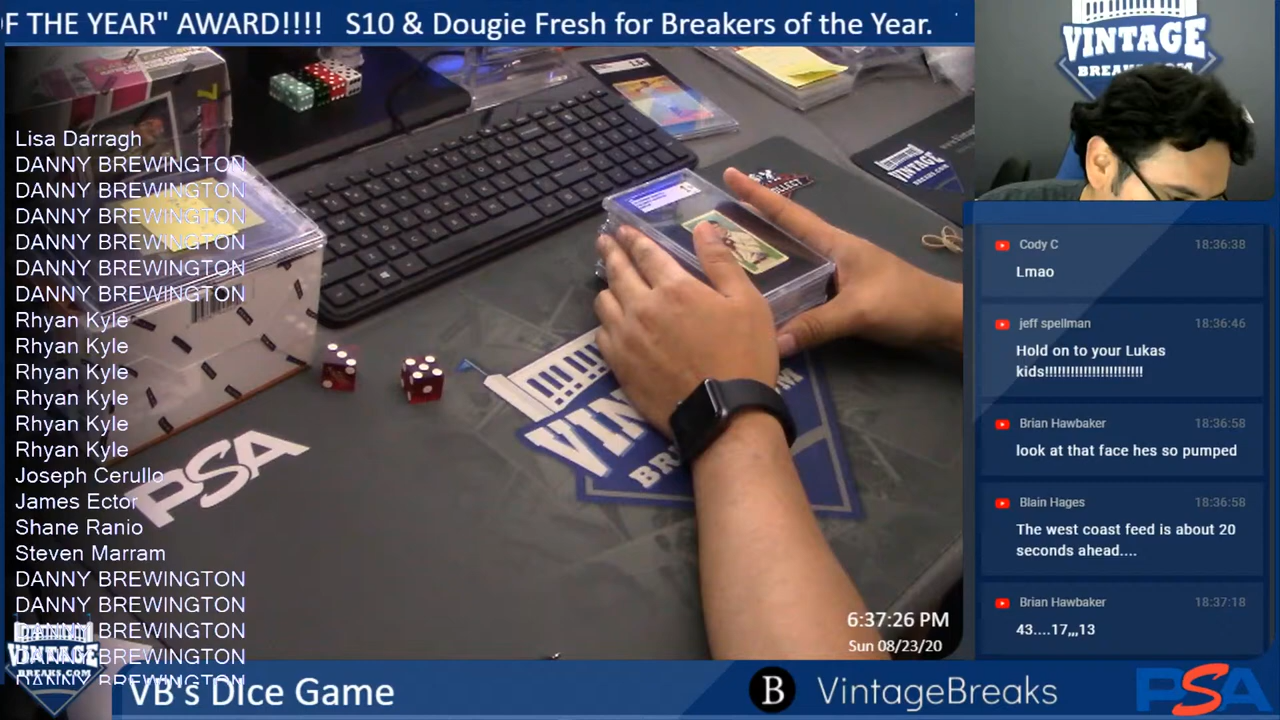 OF THE YEAR" AWARD!!!! S10 & Dougie Fresh for Breakers of the Year.
VINTAGE
BREAKS.COM
Lisa Darragh
DANNY BREWINGTON
DANNY BREWINGTON
DANNY BREWINGTON
DANNY BREWINGTON
DANNY BREWINGTON
DANNY BREWINGTON
Rhyan Kyle
Rhyan Kyle
Rhyan Kyle
Rhyan Kyle
Rhyan Kyle
Rhyan Kyle
Joseph Cerullo
James Ector
Shane Ranio
Steven Marram
DANNY BREWINGTON
DANNY BREWINGTON
DANNY BREWINGTON
DANNY BREWINGTON
DANNY BREWINGTON
PSA
VINTAGE
Cody C 18:36:38
Lmao
jeff spellman 18:36:46
Hold on to your Lukas
kids!!!!!!!!!!!!!!!!!!!!!!!
Brian Hawbaker 18:36:58
look at that face hes so pumped
Blain Hages 18:36:58
The west coast feed is about 20
seconds ahead....
Brian Hawbaker 18:37:18
43....17,,,13
6:37:26 PM
Sun 08/23/20
VINTAGE
BREAKS.COM
VB's DIce Game
B VintageBreaks
PSA